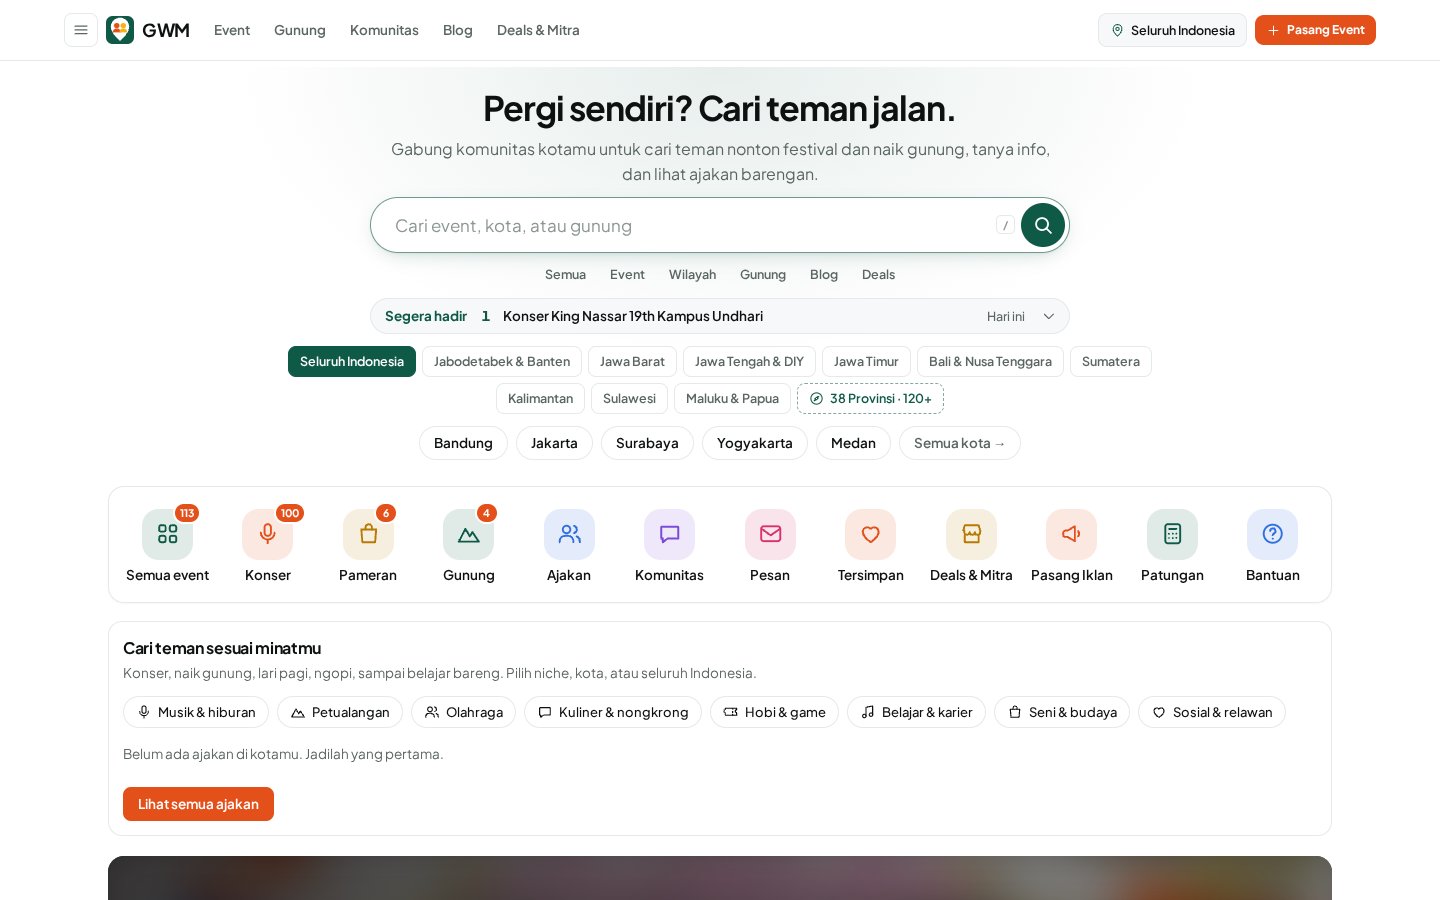 GWM Event Gunung Komunitas Blog Deals & Mitra Seluruh Indonesia Pasang Event
Pergi sendiri? Cari teman jalan.
Gabung komunitas kotamu untuk cari teman nonton festival dan naik gunung, tanya info,
dan lihat ajakan barengan.
Cari event, kota, atau gunung /
Semua Event Wilayah Gunung Blog Deals
Segera hadir 1 Konser King Nassar 19th Kampus Undhari Hari ini
Seluruh Indonesia Jabodetabek & Banten Jawa Barat Jawa Tengah & DIY Jawa Timur Bali & Nusa Tenggara Sumatera
Kalimantan Sulawesi Maluku & Papua 38 Provinsi · 120+
Bandung Jakarta Surabaya Yogyakarta Medan Semua kota →
113 100 6 4
Semua event Konser Pameran Gunung Ajakan Komunitas Pesan Tersimpan Deals & Mitra Pasang Iklan Patungan Bantuan
Cari teman sesuai minatmu
Konser, naik gunung, lari pagi, ngopi, sampai belajar bareng. Pilih niche, kota, atau seluruh Indonesia.
Musik & hiburan Petualangan Olahraga Kuliner & nongkrong Hobi & game Belajar & karier Seni & budaya Sosial & relawan
Belum ada ajakan di kotamu. Jadilah yang pertama.
Lihat semua ajakan